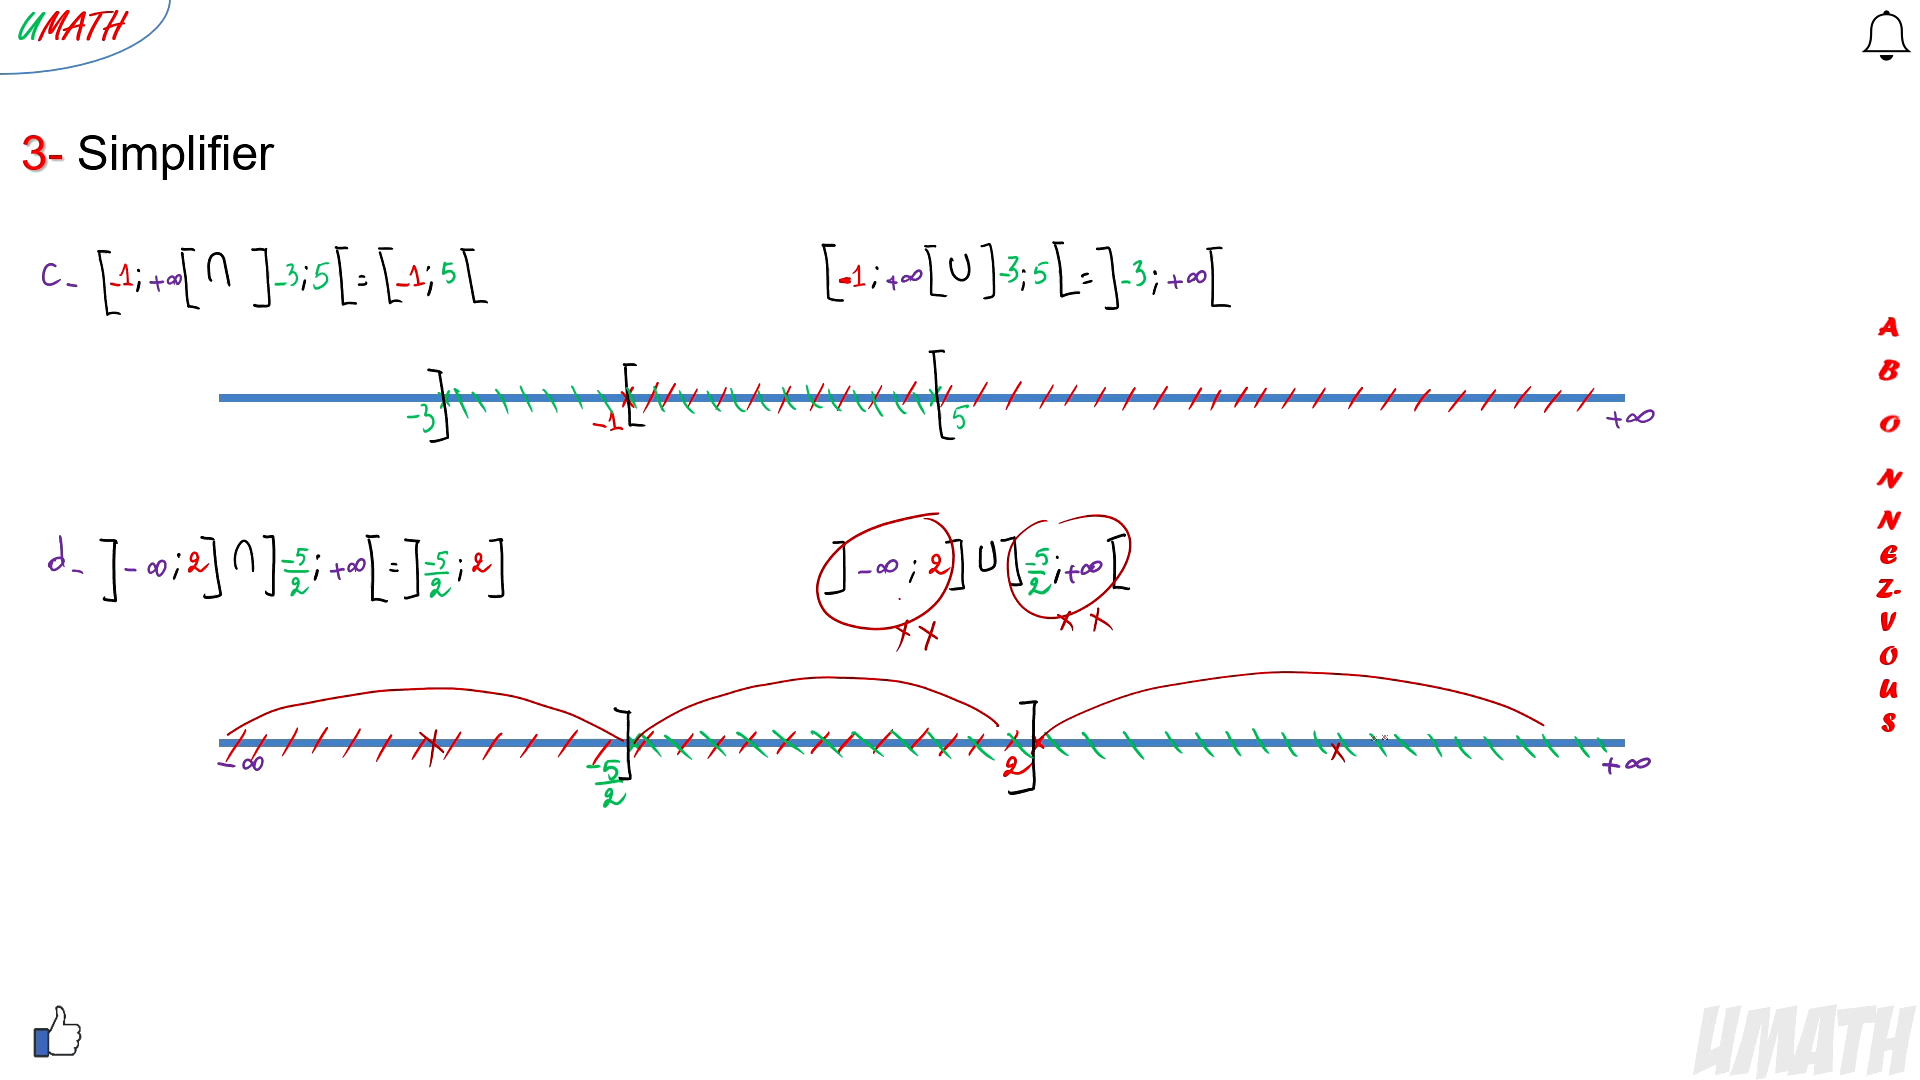 UMATH
3- Simplifier
c- [-1; +∞[ ∩ ]-3; 5[ = [-1; 5[
[-1; +∞[ ∪ ]-3; 5[ = ]-3; +∞[
-3 -1 5 +∞
d- ]-∞; 2] ∩ ]-5/2; +∞[ = ]-5/2; 2]
]-∞; 2] ∪ ]-5/2; +∞[
-∞ -5/2 2 +∞
ABONNEZ-VOUS
UMATH